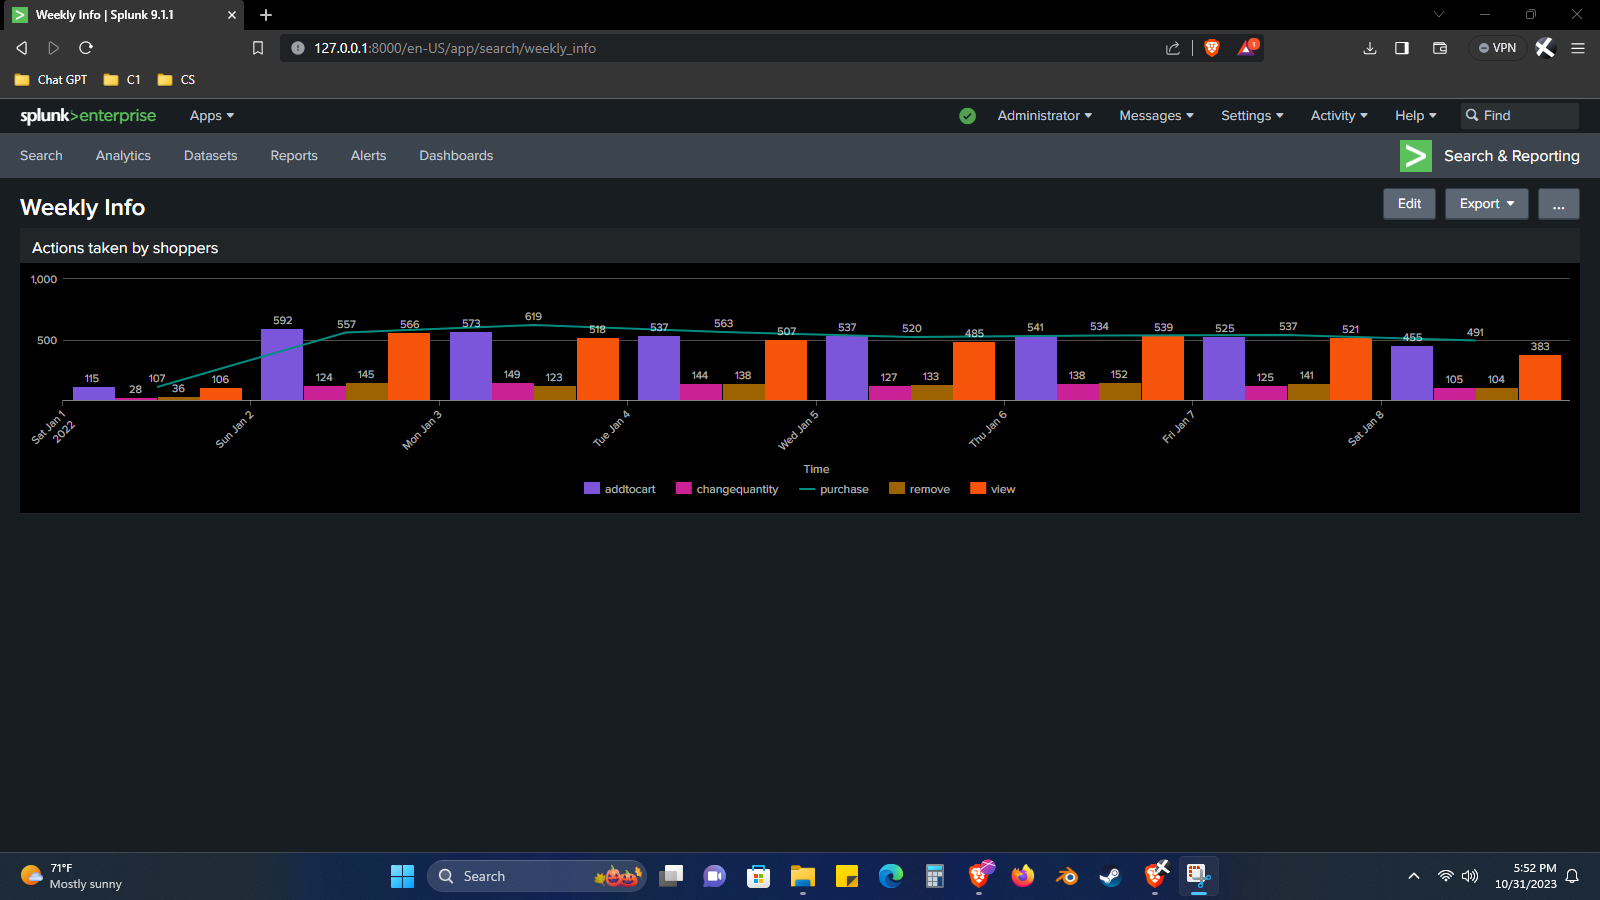 Weekly Info | Splunk 9.1.1
127.0.0.1:8000/en-US/app/search/weekly_info
1
VPN
Chat GPT C1 CS
splunk>enterprise Apps Administrator Messages Settings Activity Help Find
Search Analytics Datasets Reports Alerts Dashboards Search & Reporting
Weekly Info Edit Export ...
Actions taken by shoppers
1,000
500
115 28 107 36 106
592 124 557 145 566
573 149 619 123 518
537 144 563 138 507
537 127 520 133 485
541 138 534 152 539
525 125 537 141 521
455 105 491 104 383
Sat Jan 1
2022
Sun Jan 2
Mon Jan 3
Tue Jan 4
Wed Jan 5
Thu Jan 6
Fri Jan 7
Sat Jan 8
Time
addtocart changequantity purchase remove view
71°F
Mostly sunny
Search
5:52 PM
10/31/2023